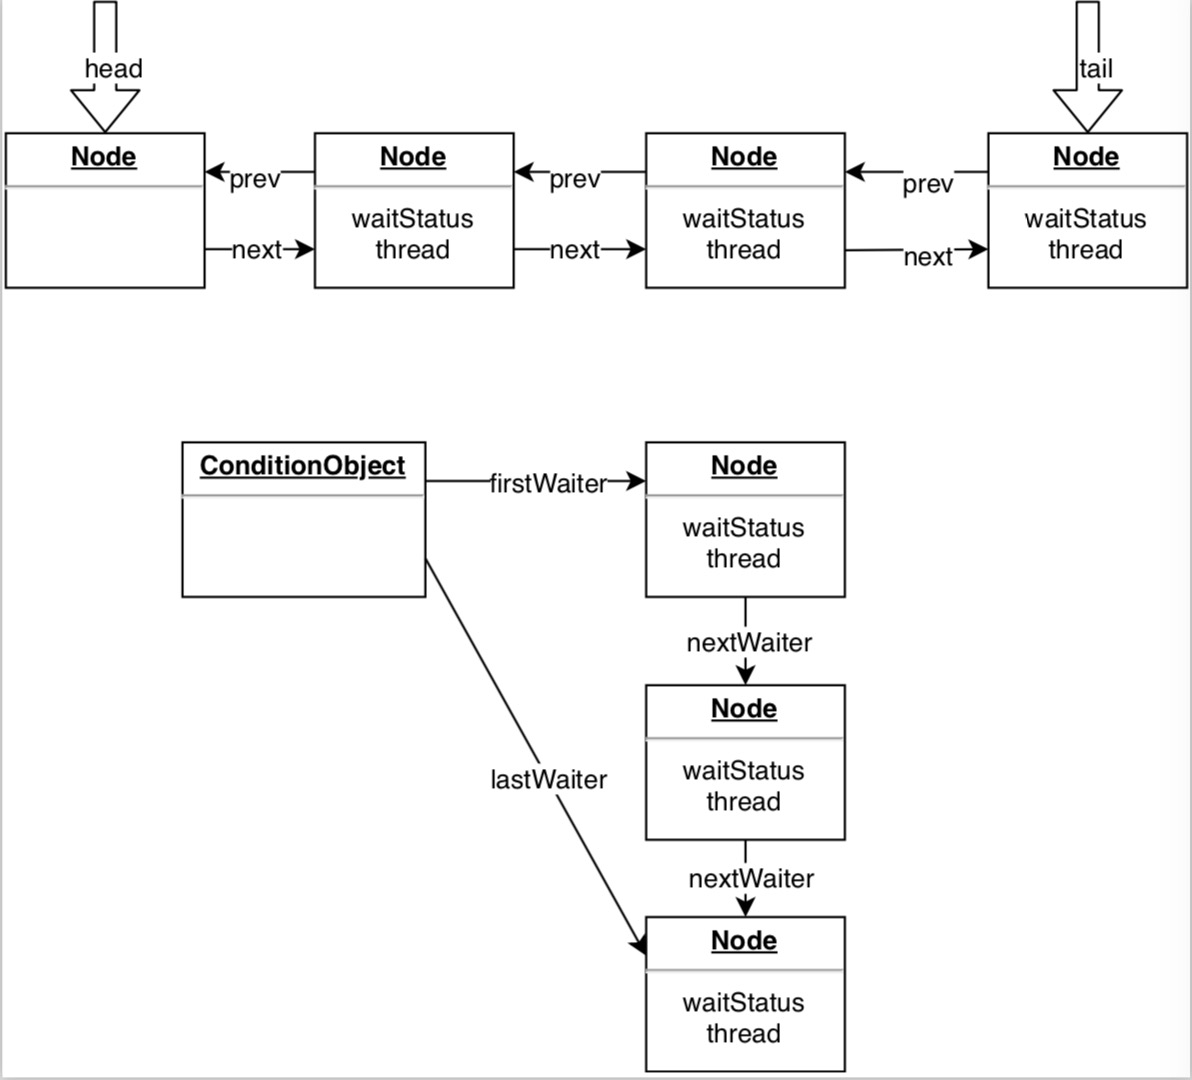 head
tail
Node
prev
Node
prev
Node
prev
Node
waitStatus
thread
waitStatus
thread
waitStatus
thread
next
next
next
ConditionObject
firstWaiter
Node
waitStatus
thread
nextWaiter
Node
lastWaiter
waitStatus
thread
nextWaiter
Node
waitStatus
thread